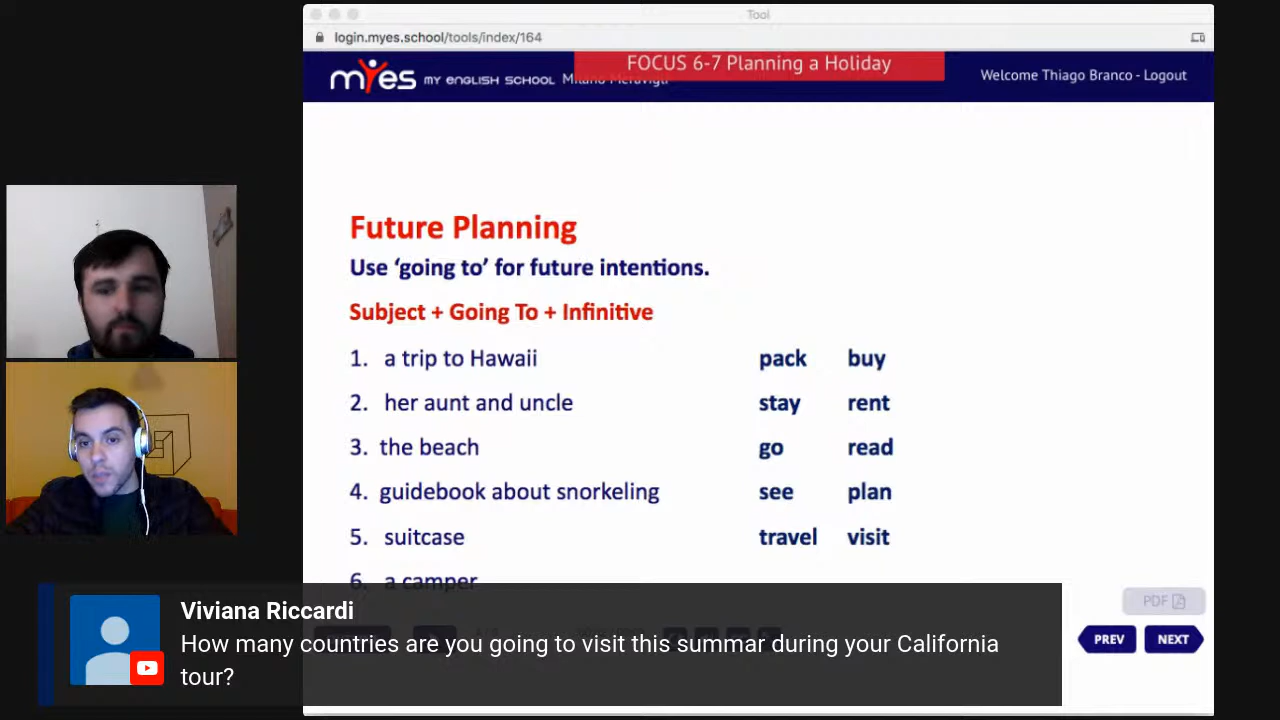 Tool
login.myes.school/tools/index/164
FOCUS 6-7 Planning a Holiday
myes MY ENGLISH SCHOOL Milano Meravigli
Welcome Thiago Branco - Logout
Future Planning
Use ‘going to’ for future intentions.
Subject + Going To + Infinitive
1. a trip to Hawaii
pack buy
2. her aunt and uncle
stay rent
3. the beach
go read
4. guidebook about snorkeling
see plan
5. suitcase
travel visit
6. a camper
PDF
PREV NEXT
Viviana Riccardi
How many countries are you going to visit this summar during your California
tour?